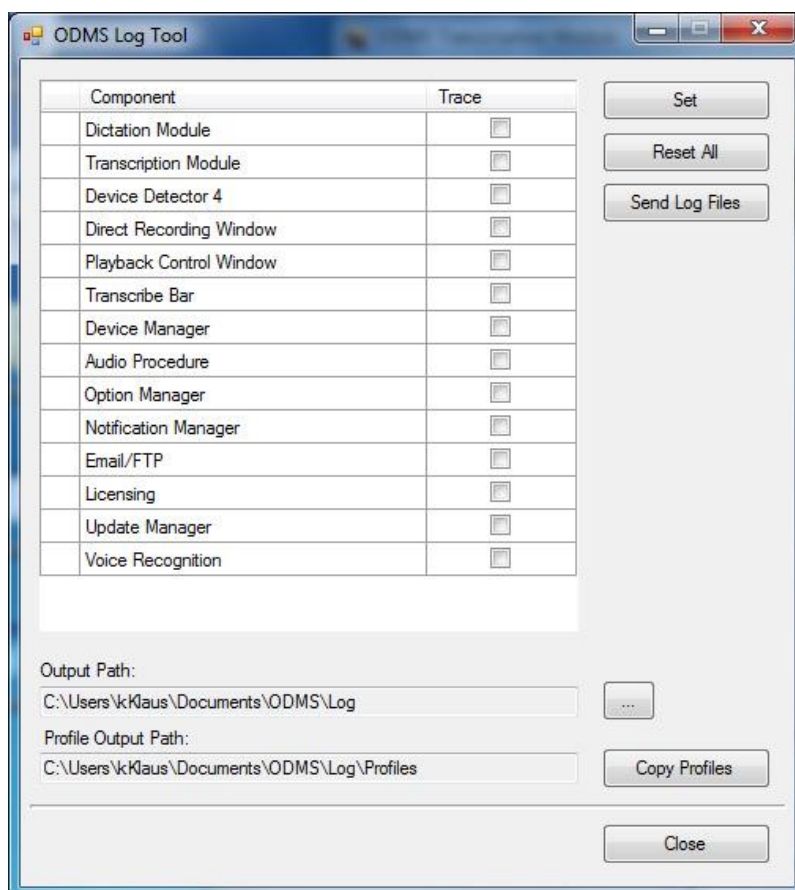 ODMS Log Tool
Component Trace
Set
Dictation Module
Reset All
Transcription Module
Send Log Files
Device Detector 4
Direct Recording Window
Playback Control Window
Transcribe Bar
Device Manager
Audio Procedure
Option Manager
Notification Manager
Email/FTP
Licensing
Update Manager
Voice Recognition
Output Path:
C:\Users\kKlaus\Documents\ODMS\Log
...
Profile Output Path:
C:\Users\kKlaus\Documents\ODMS\Log\Profiles
Copy Profiles
Close